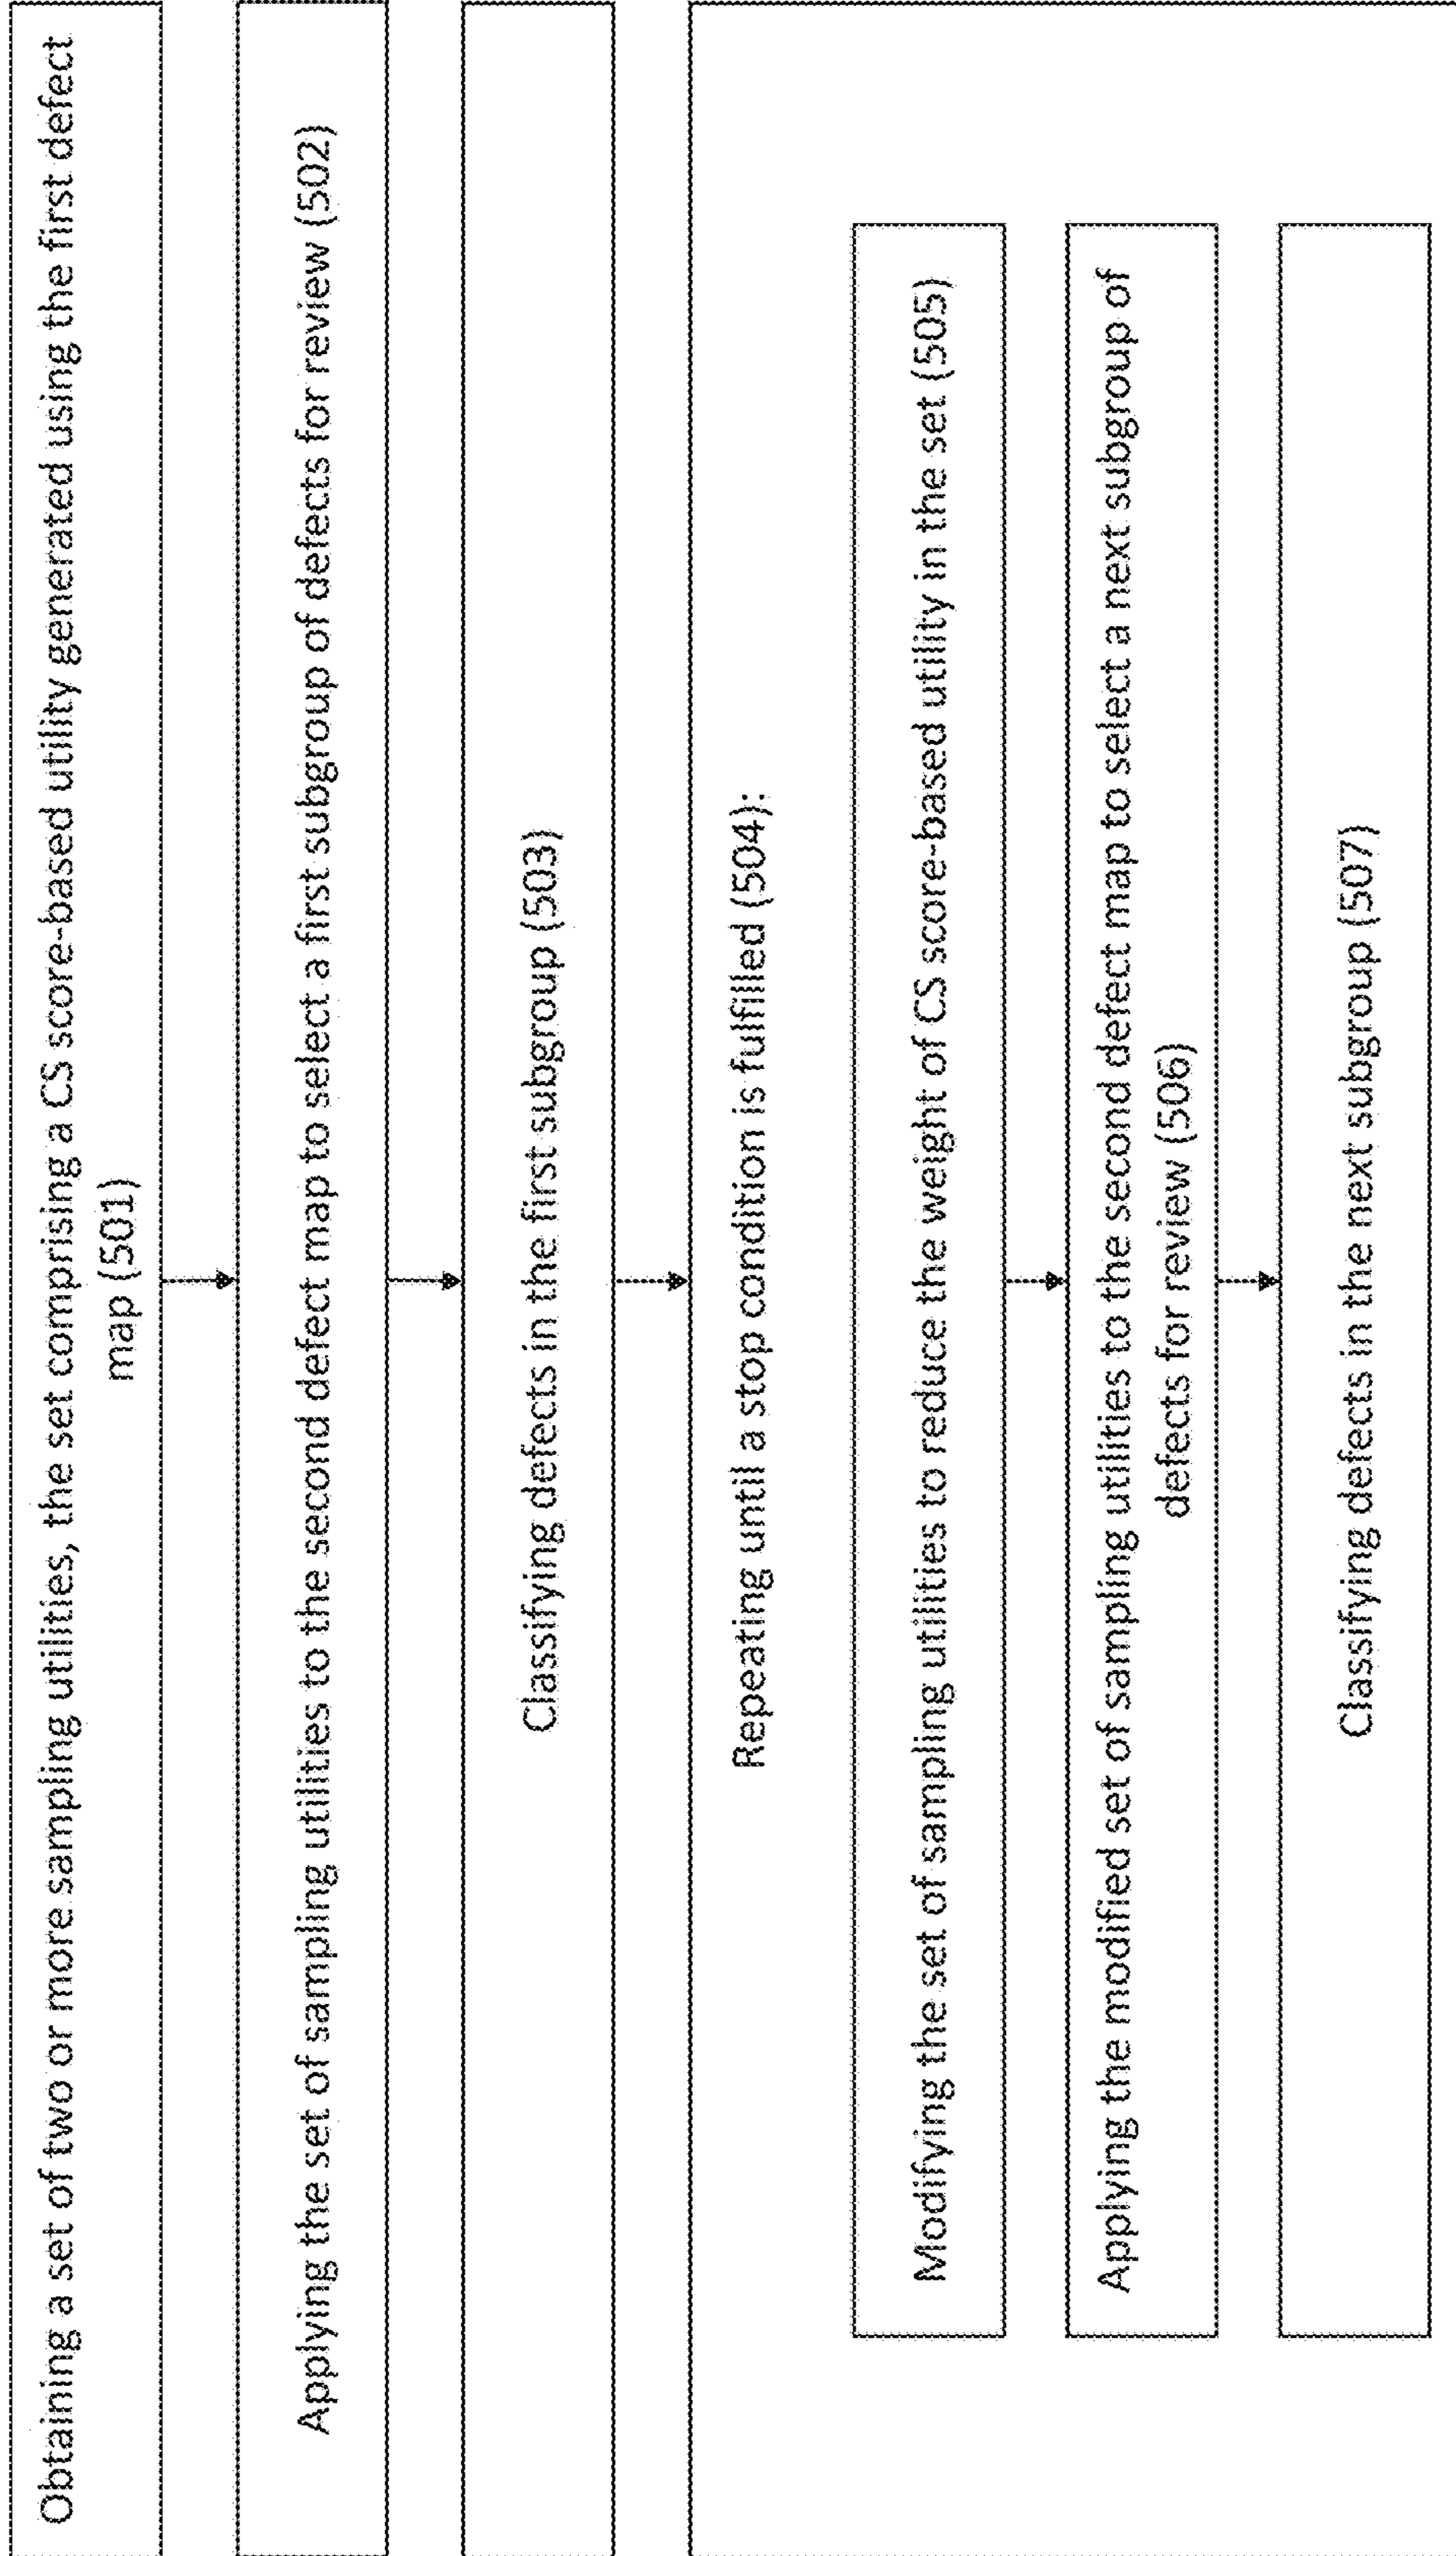 Obtaining a set of two or more sampling utilities, the set comprising a CS score-based utility generated using the first defect
map (501)
Applying the set of sampling utilities to the second defect map to select a first subgroup of defects for review (502)
Classifying defects in the first subgroup (503)
Repeating until a stop condition is fulfilled (504):
Modifying the set of sampling utilities to reduce the weight of CS score-based utility in the set (505)
Applying the modified set of sampling utilities to the second defect map to select a next subgroup of
defects for review (506)
Classifying defects in the next subgroup (507)